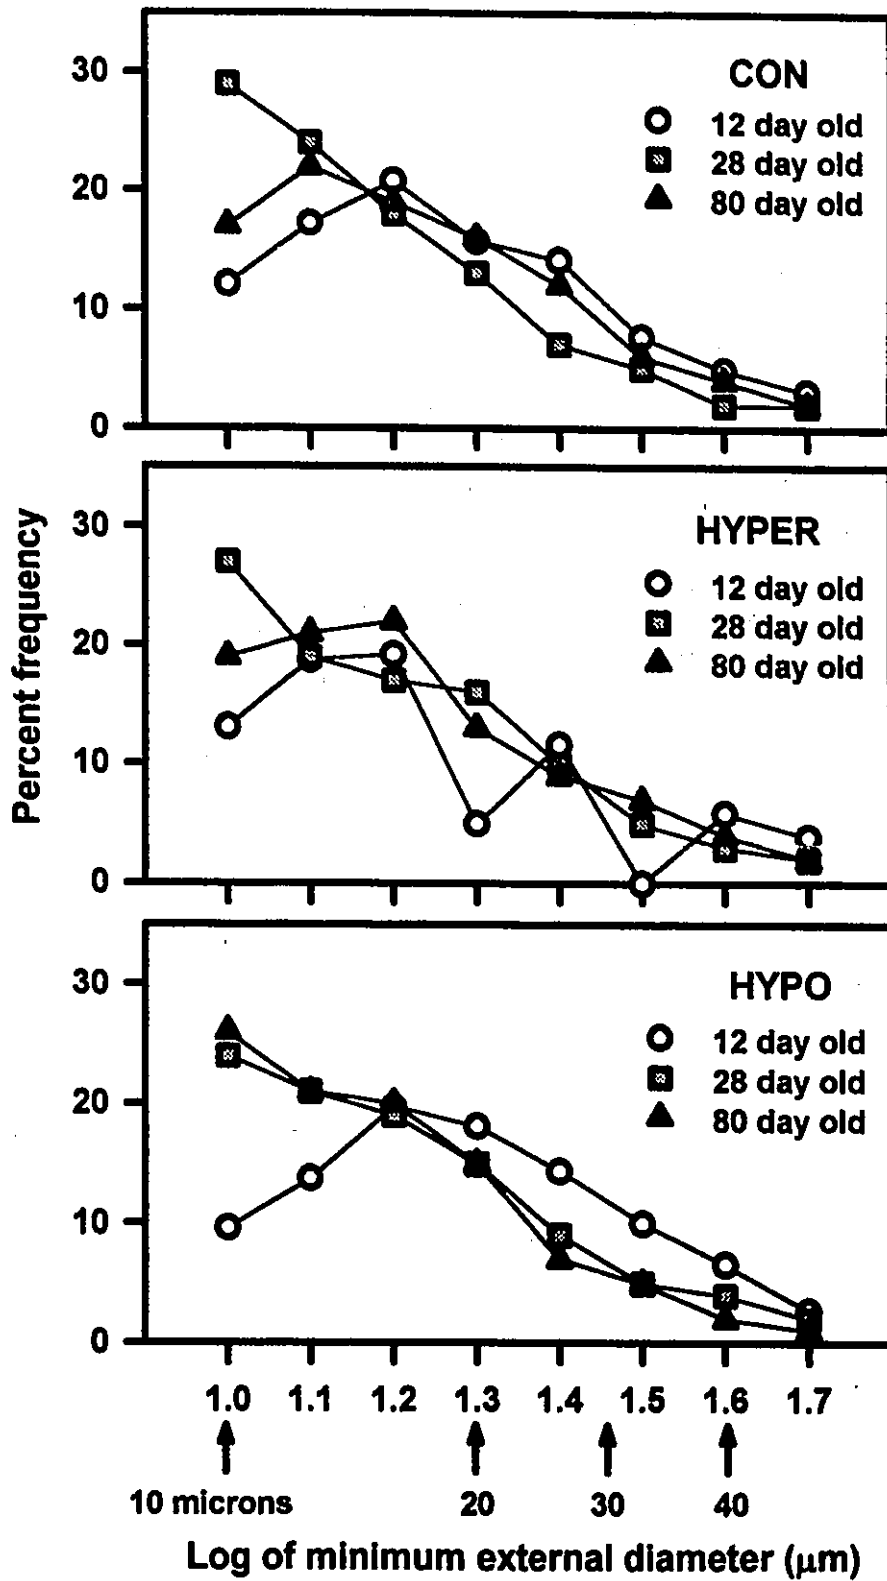 30
20
10
0
CON
12 day old
28 day old
80 day old
Percent frequency
30
20
10
0
HYPER
12 day old
28 day old
80 day old
30
20
10
0
HYPO
12 day old
28 day old
80 day old
1.0 1.1 1.2 1.3 1.4 1.5 1.6 1.7
10 microns 20 30 40
Log of minimum external diameter (μm)